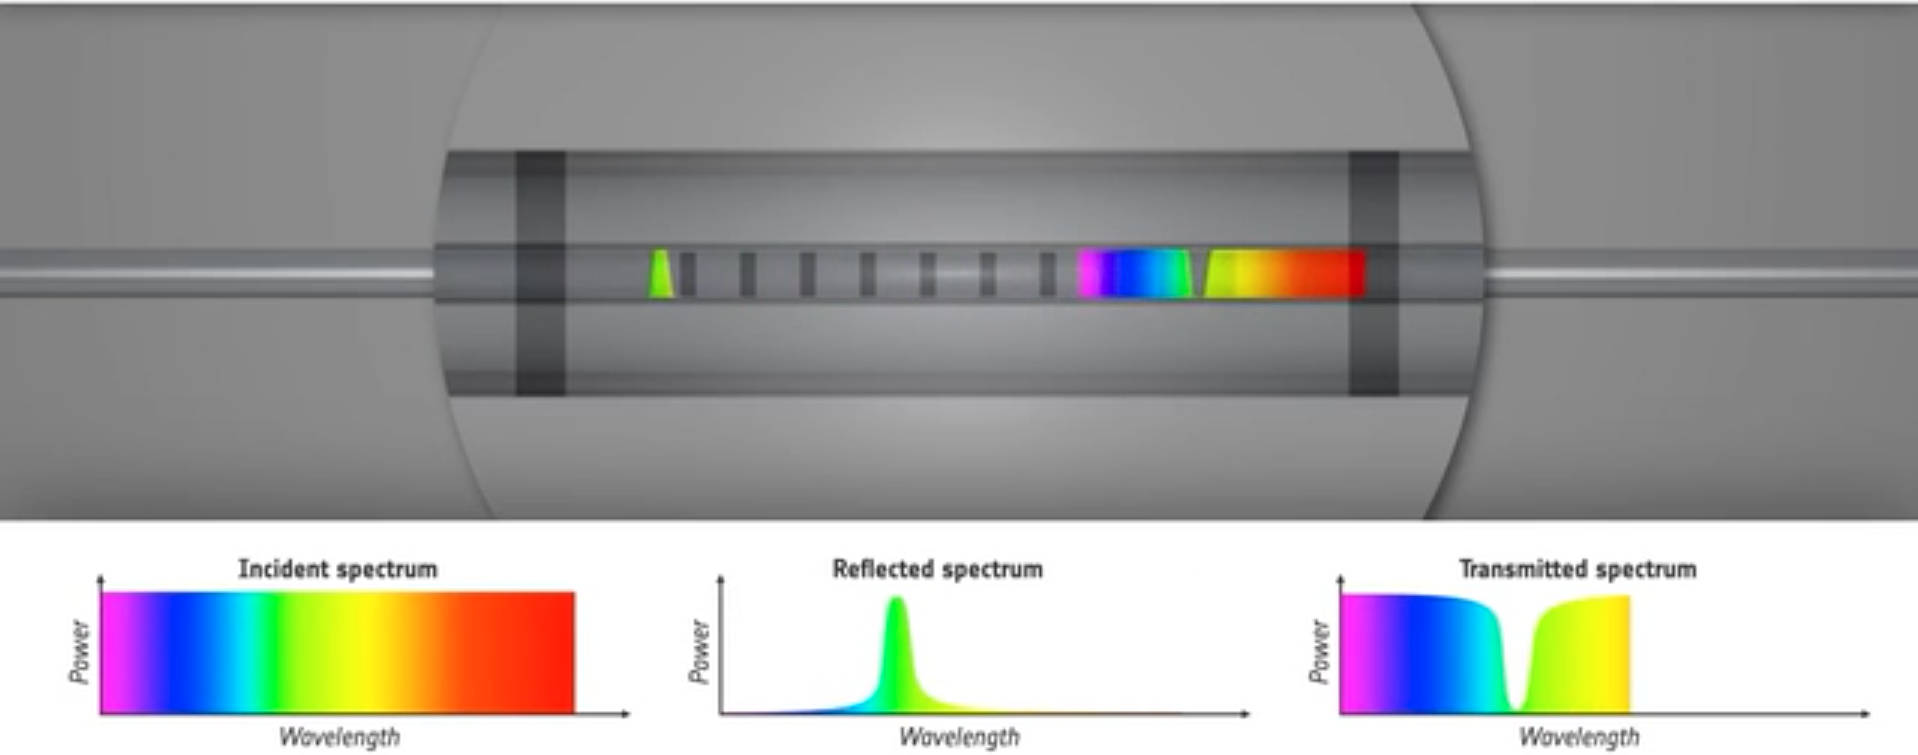 Incident spectrum
Power
Wavelength
Reflected spectrum
Power
Wavelength
Transmitted spectrum
Power
Wavelength